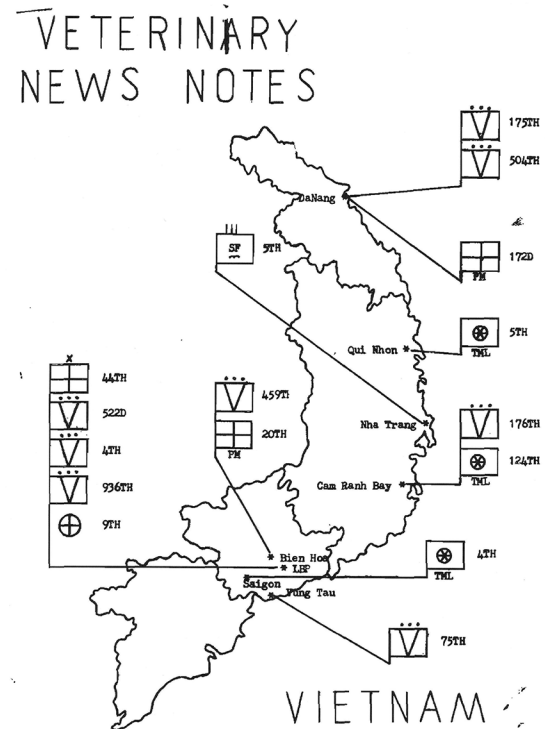 VETERINARY
NEWS NOTES
V 175TH
V 504TH
DaNang
SF 5TH
172D
PM
Qui Nhon
5TH
TML
44TH
V 522D
V 4TH
V 936TH
9TH
V 459TH
20TH
PM
Nha Trang
V 176TH
124TH
TML
Cam Ranh Bay
Bien Hoa
LBP
4TH
TML
Saigon
Vung Tau
V 75TH
VIETNAM